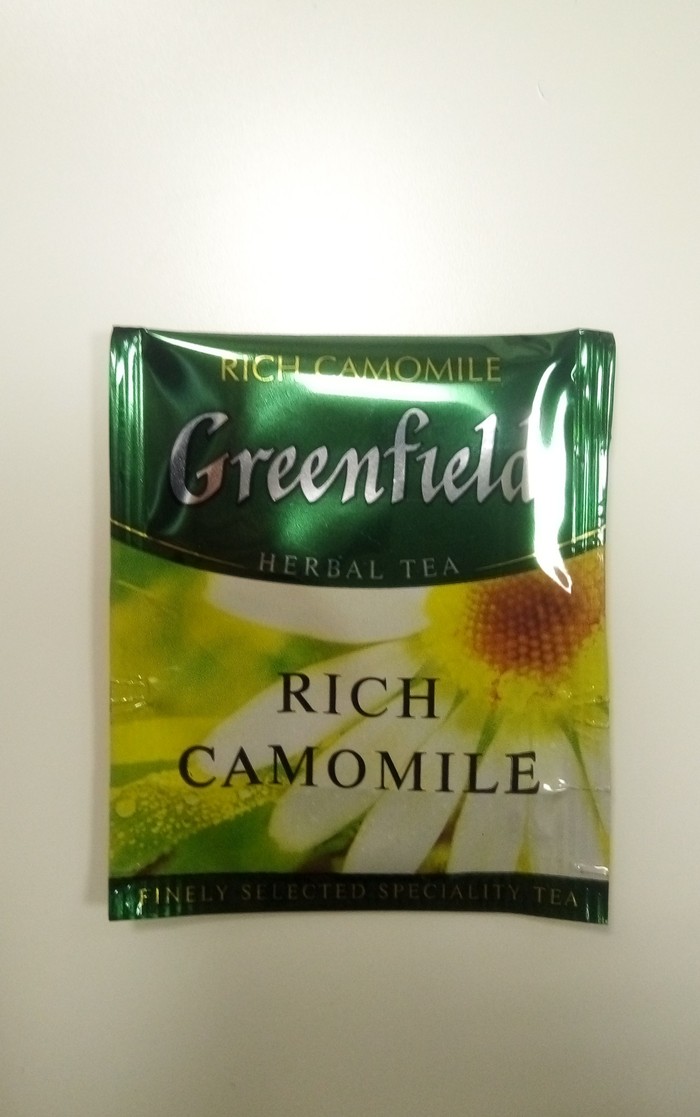 RICH CAMOMILE
Greenfield
HERBAL TEA
RICH
CAMOMILE
FINELY SELECTED SPECIALITY TEA